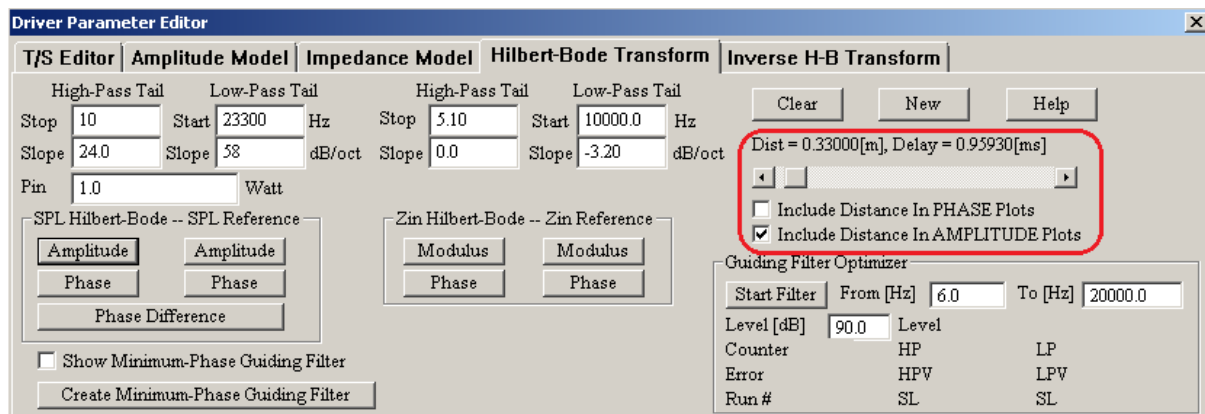 Driver Parameter Editor
T/S Editor Amplitude Model Impedance Model Hilbert-Bode Transform Inverse H-B Transform
High-Pass Tail Low-Pass Tail High-Pass Tail Low-Pass Tail Clear New Help
Stop 10 Start 23300 Hz Stop 5.10 Start 10000.0 Hz
Slope 24.0 Slope 58 dB/oct Slope 0.0 Slope -3.20 dB/oct Dist = 0.33000[m], Delay = 0.95930[ms]
Pin 1.0 Watt
Include Distance In PHASE Plots
SPL Hilbert-Bode -- SPL Reference Zin Hilbert-Bode -- Zin Reference Include Distance In AMPLITUDE Plots
Amplitude Amplitude Modulus Modulus
Guiding Filter Optimizer
Phase Phase Phase Phase Start Filter From [Hz] 6.0 To [Hz] 20000.0
Phase Difference Level [dB] 90.0 Level
Counter HP LP
Show Minimum-Phase Guiding Filter Error HPV LPV
Create Minimum-Phase Guiding Filter Run # SL SL